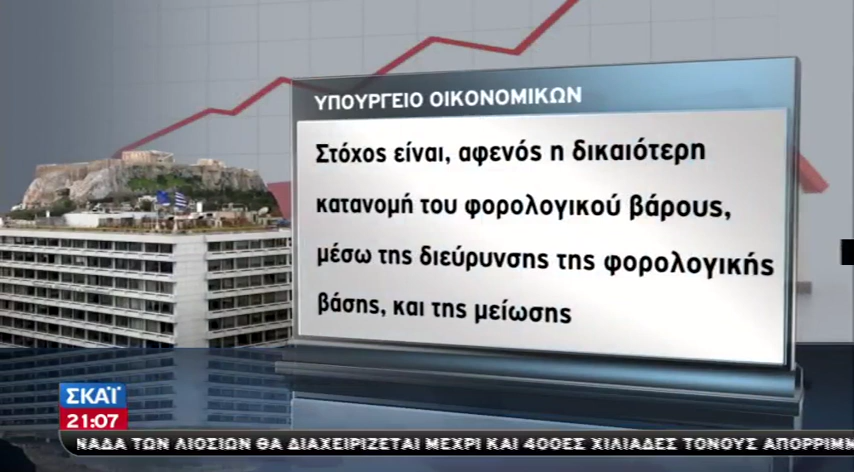 ΥΠΟΥΡΓΕΙΟ ΟΙΚΟΝΟΜΙΚΩΝ
Στόχος είναι, αφενός η δικαιότερη
κατανομή του φορολογικού βάρους,
μέσω της διεύρυνσης της φορολογικής
βάσης, και της μείωσης
ΣΚΑΪ
21:07
ΝΑΔΑ ΤΩΝ ΛΙΟΣΙΩΝ ΘΑ ΔΙΑΧΕΙΡΙΖΕΤΑΙ ΜΕΧΡΙ ΚΑΙ 400ΕΣ ΧΙΛΙΑΔΕΣ ΤΟΝΟΥΣ ΑΠΟΡΡΙΜΜ